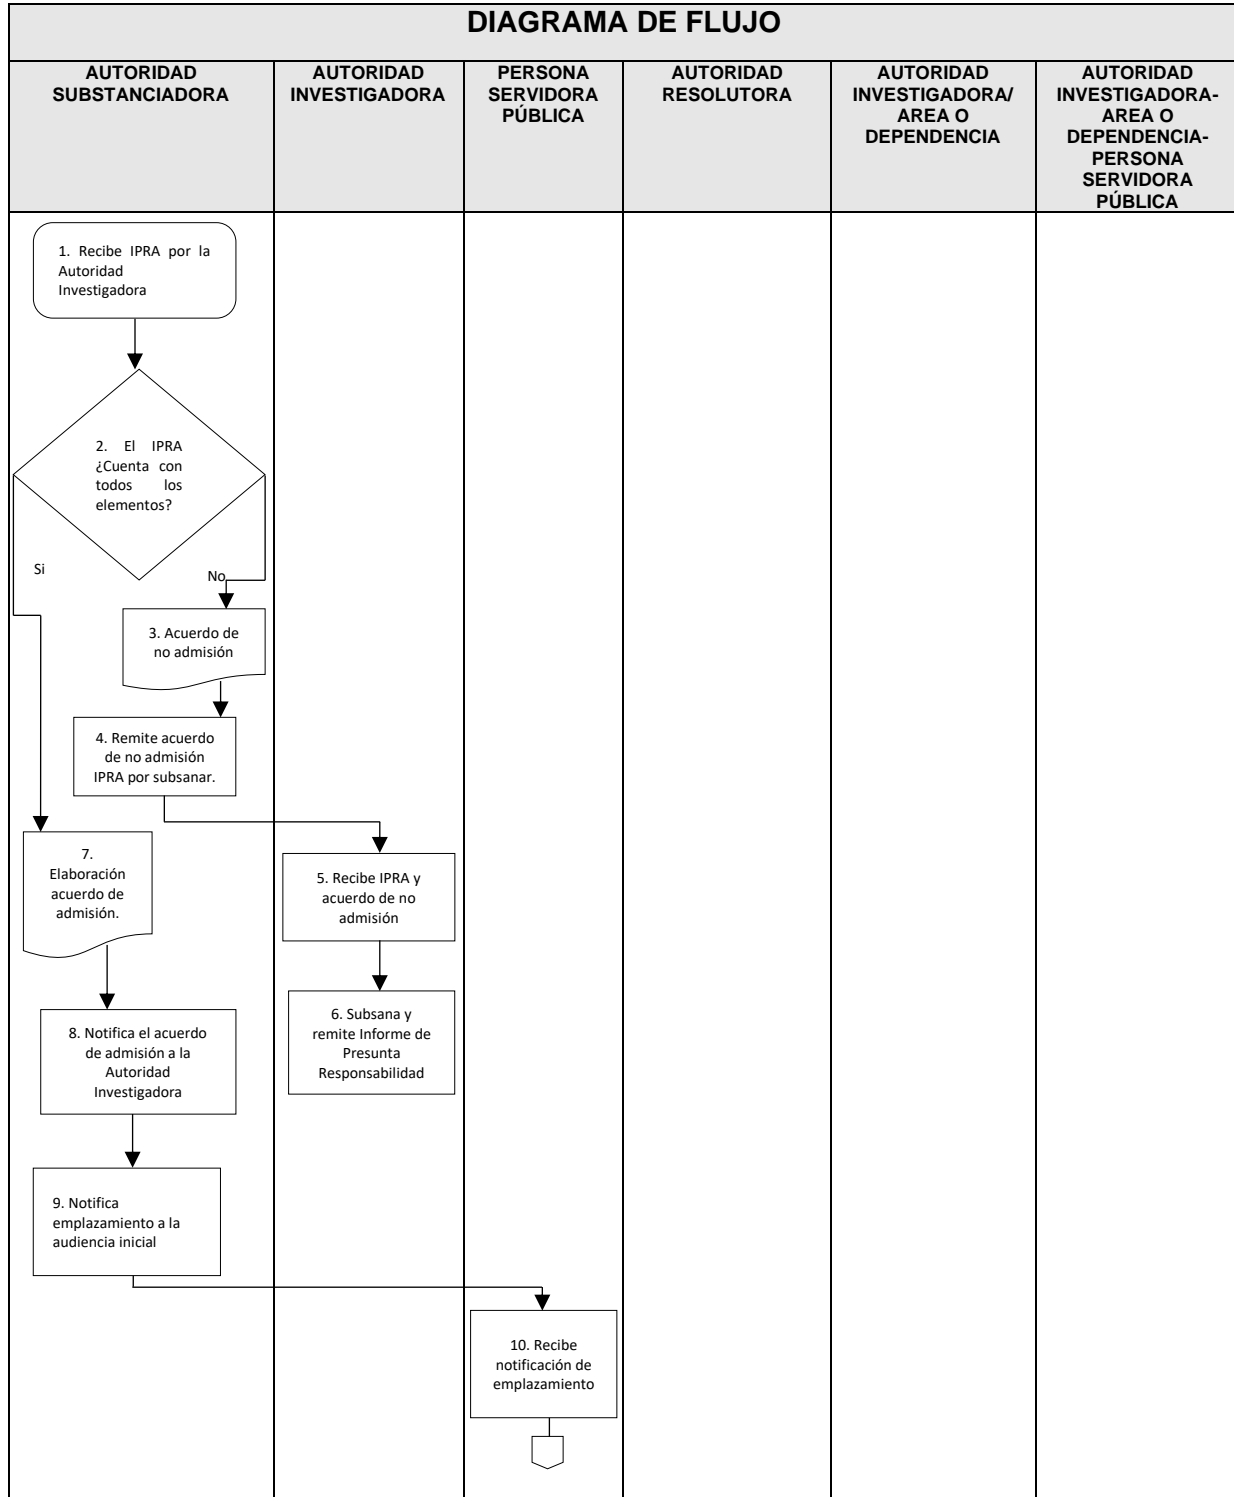 DIAGRAMA DE FLUJO
AUTORIDAD
SUBSTANCIADORA
AUTORIDAD
INVESTIGADORA
PERSONA
SERVIDORA
PÚBLICA
AUTORIDAD
RESOLUTORA
AUTORIDAD
INVESTIGADORA/
AREA O
DEPENDENCIA
AUTORIDAD
INVESTIGADORA-
AREA O
DEPENDENCIA-
PERSONA
SERVIDORA
PÚBLICA
1. Recibe IPRA por la
Autoridad
Investigadora
2. El IPRA
¿Cuenta con
todos los
elementos?
Si
No
3. Acuerdo de
no admisión
4. Remite acuerdo
de no admisión
IPRA por subsanar.
7.
Elaboración
acuerdo de
admisión.
5. Recibe IPRA y
acuerdo de no
admisión
6. Subsana y
remite Informe de
Presunta
Responsabilidad
8. Notifica el acuerdo
de admisión a la
Autoridad
Investigadora
9. Notifica
emplazamiento a la
audiencia inicial
10. Recibe
notificación de
emplazamiento